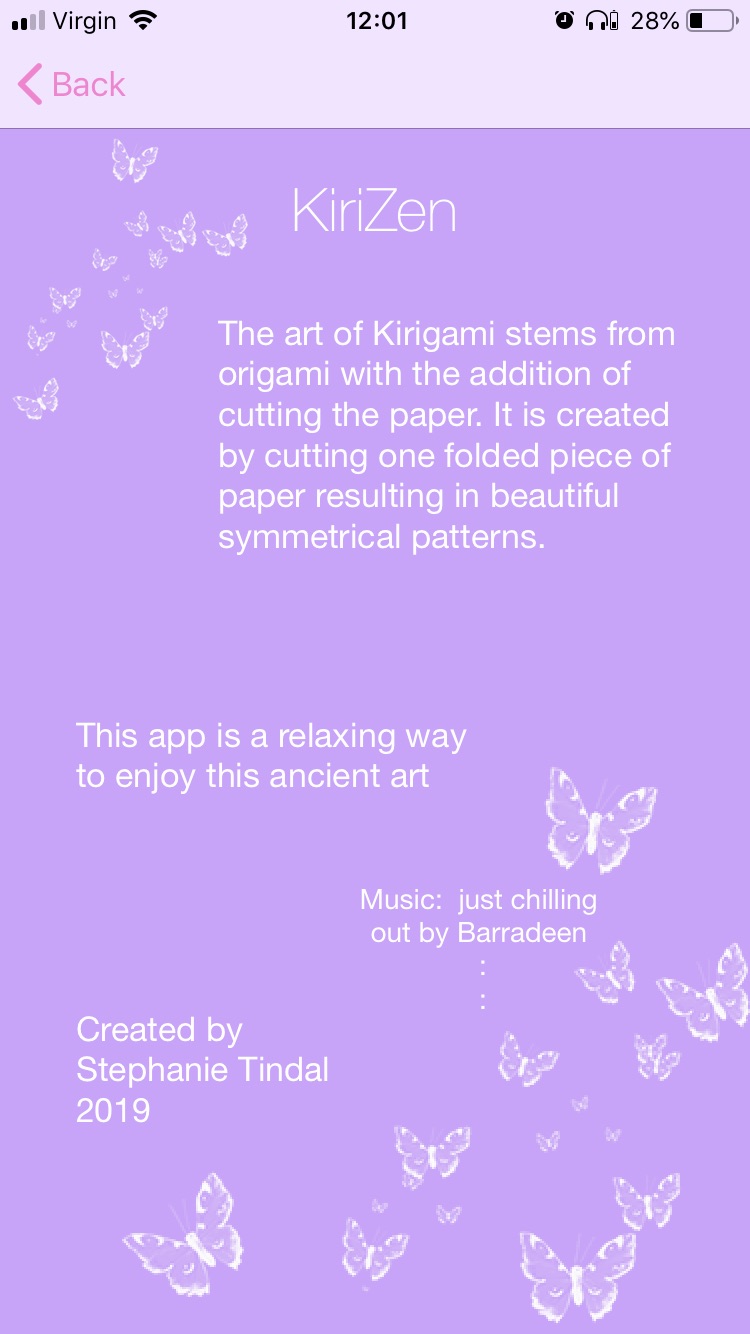 Virgin 12:01 28%
Back
KiriZen
The art of Kirigami stems from
origami with the addition of
cutting the paper. It is created
by cutting one folded piece of
paper resulting in beautiful
symmetrical patterns.
This app is a relaxing way
to enjoy this ancient art
Music:  just chilling
out by Barradeen
:
:
Created by
Stephanie Tindal
2019